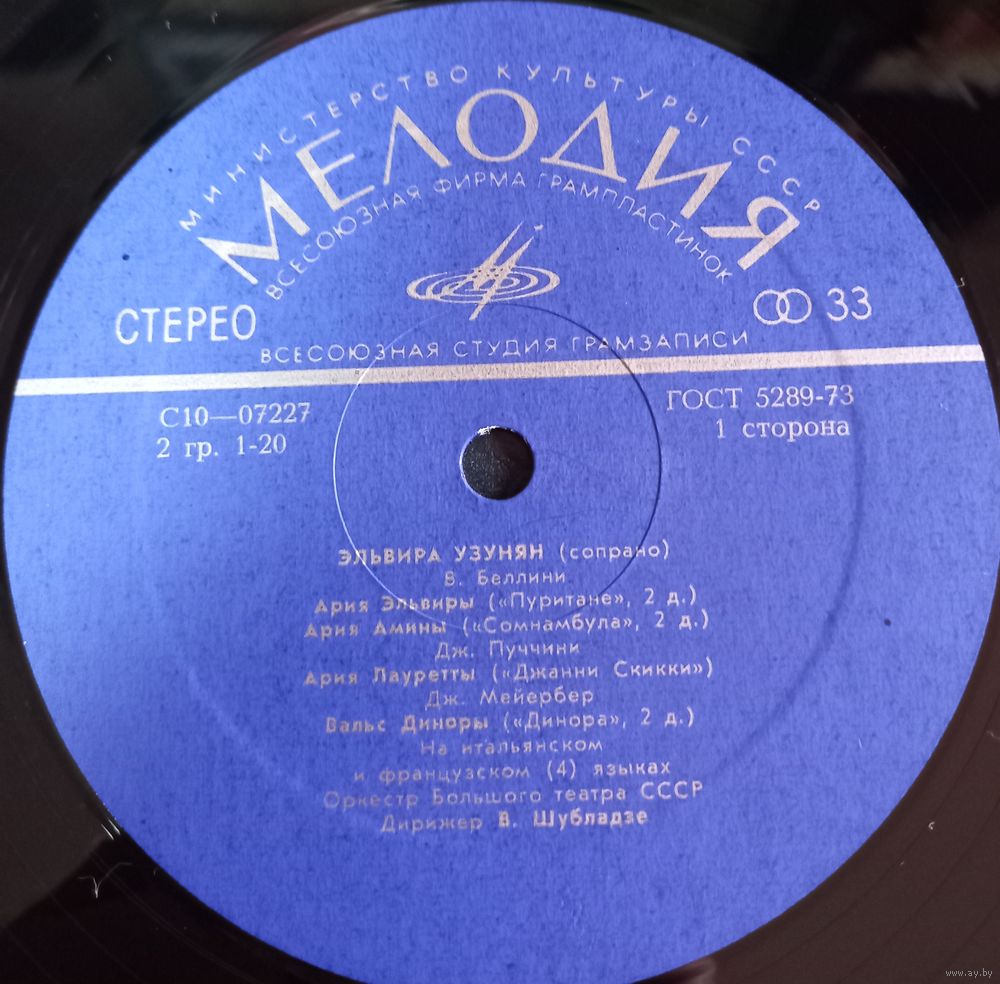 МИНИСТЕРСТВО КУЛЬТУРЫ СССР
МЕЛОДИЯ
ВСЕСОЮЗНАЯ ФИРМА ГРАМПЛАСТИНОК
СТЕРЕО
33
ВСЕСОЮЗНАЯ СТУДИЯ ГРАМЗАПИСИ
С10—07227
ГОСТ 5289-73
2 гр. 1-20
1 сторона
ЭЛЬВИРА УЗУНЯН (сопрано)
В. Беллини
Ария Эльвиры («Пуритане», 2 д.)
Ария Амины («Сомнамбула», 2 д.)
Дж. Пуччини
Ария Лауретты («Джанни Скикки»)
Дж. Мейербер
Вальс Диноры («Динора», 2 д.)
На итальянском
и французском (4) языках
Оркестр Большого театра СССР
Дирижер В. Шубладзе
www.ay.by